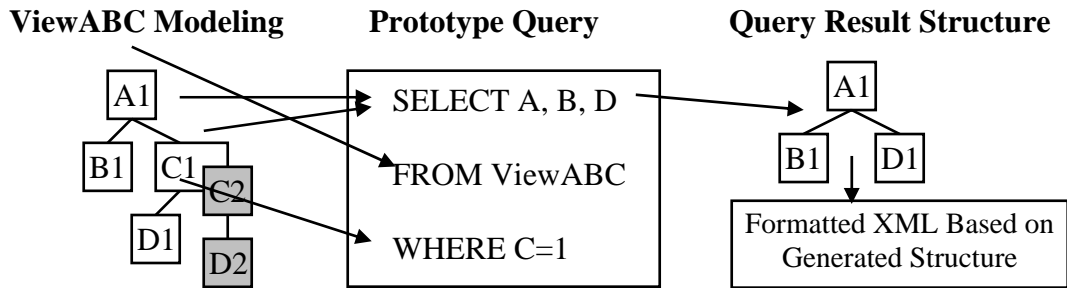 ViewABC Modeling
Prototype Query
Query Result Structure
A1
B1
C1
C2
D1
D2
SELECT A, B, D
FROM ViewABC
WHERE C=1
A1
B1
D1
Formatted XML Based on
Generated Structure